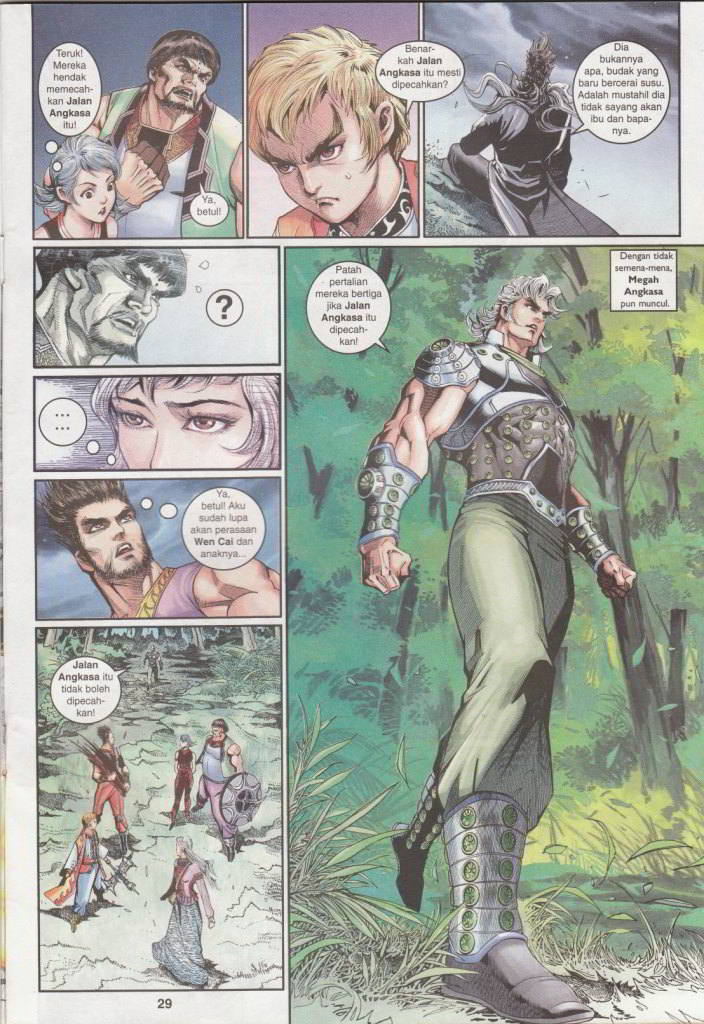 Teruk!
Mereka
hendak
memecah-
kan Jalan
Angkasa
itu!
Ya,
betul!
Benar-
kah Jalan
Angkasa itu mesti
dipecahkan?
Dia
bukannya
apa, budak yang
baru bercerai susu.
Adalah mustahil dia
tidak sayang akan
ibu dan bapa-
nya.
?
...
...
Ya,
betul! Aku
sudah lupa
akan perasaan
Wen Cai dan
anaknya...
Jalan
Angkasa itu
tidak boleh
dipecah-
kan!
Patah
pertalian
mereka bertiga
jika Jalan
Angkasa itu
dipecah-
kan!
Dengan tidak
semena-mena,
Megah
Angkasa
pun muncul.
29